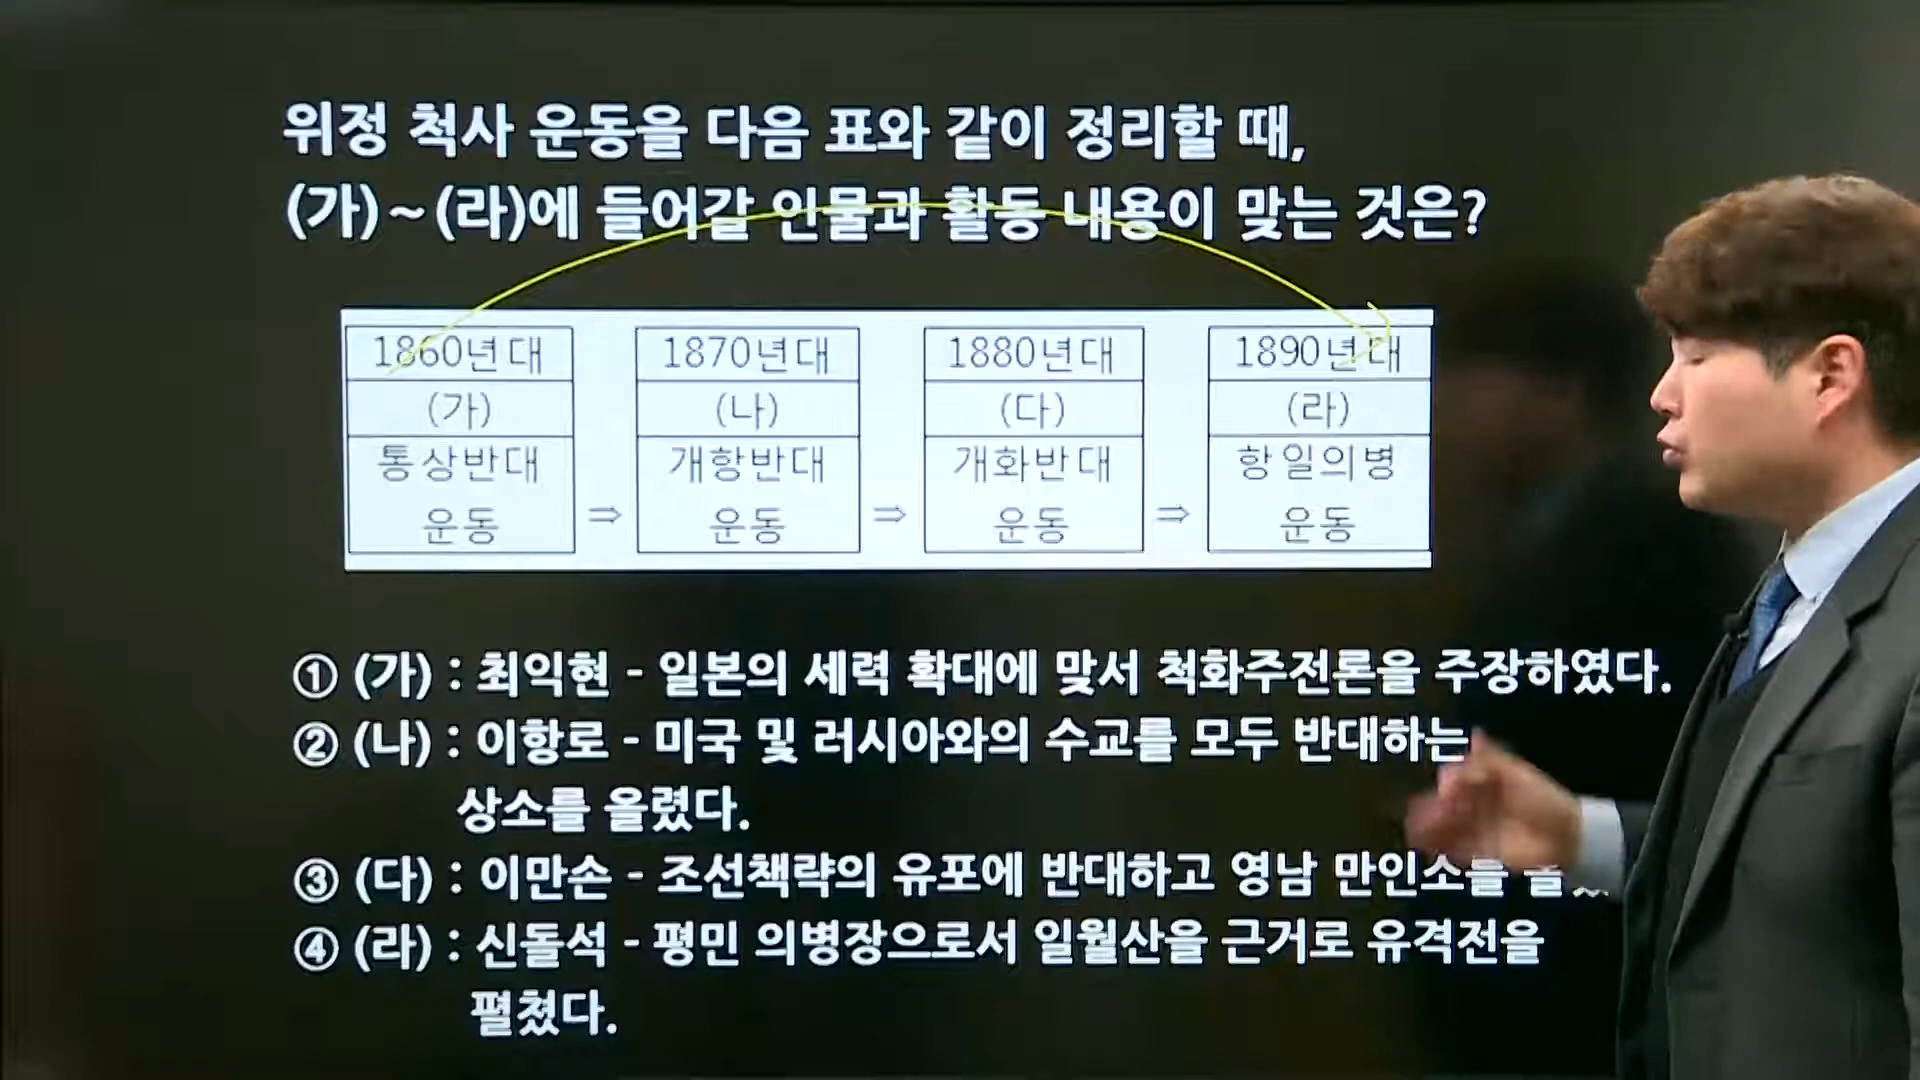 위정 척사 운동을 다음 표와 같이 정리할 때,
(가)~(라)에 들어갈 인물과 활동 내용이 맞는 것은?
1860년대 1870년대 1880년대 1890년대
(가) (나) (다) (라)
통상반대 개항반대 개화반대 항일의병
운동 ⇒ 운동 ⇒ 운동 ⇒ 운동
① (가) : 최익현 - 일본의 세력 확대에 맞서 척화주전론을 주장하였다.
② (나) : 이항로 - 미국 및 러시아와의 수교를 모두 반대하는
상소를 올렸다.
③ (다) : 이만손 - 조선책략의 유포에 반대하고 영남 만인소를
④ (라) : 신돌석 - 평민 의병장으로서 일월산을 근거로 유격전을
펼쳤다.